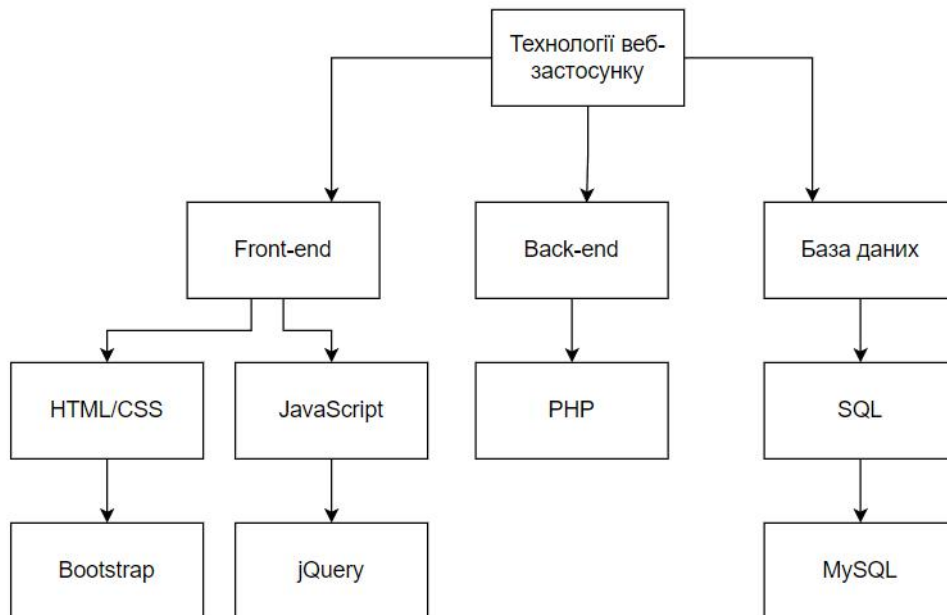 Технології веб-
застосунку
Front-end
Back-end
База даних
HTML/CSS
JavaScript
PHP
SQL
Bootstrap
jQuery
MySQL